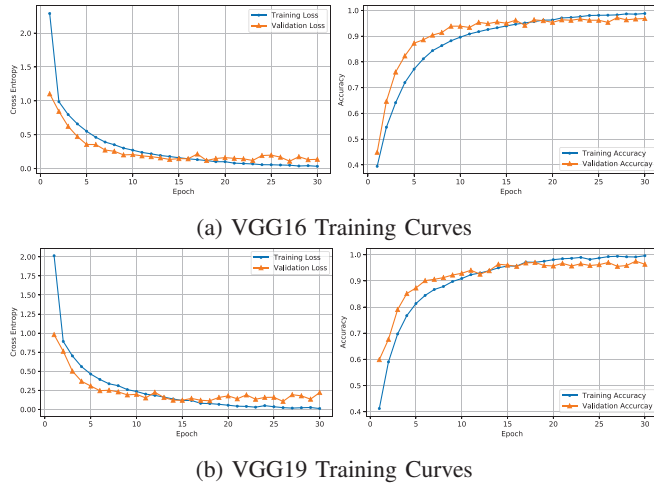 Training Loss
Validation Loss
Cross Entropy
2.0
1.5
1.0
0.5
0.0
0 5 10 15 20 25 30
Epoch
Accuracy
1.0
0.9
0.8
0.7
0.6
0.5
0.4
Training Accuracy
Validation Accurcay
0 5 10 15 20 25 30
Epoch
(a) VGG16 Training Curves
Training Loss
Validation Loss
Cross Entropy
2.00
1.75
1.50
1.25
1.00
0.75
0.50
0.25
0.00
0 5 10 15 20 25 30
Epoch
Accuracy
1.0
0.9
0.8
0.7
0.6
0.5
0.4
Training Accuracy
Validation Accurcay
0 5 10 15 20 25 30
Epoch
(b) VGG19 Training Curves